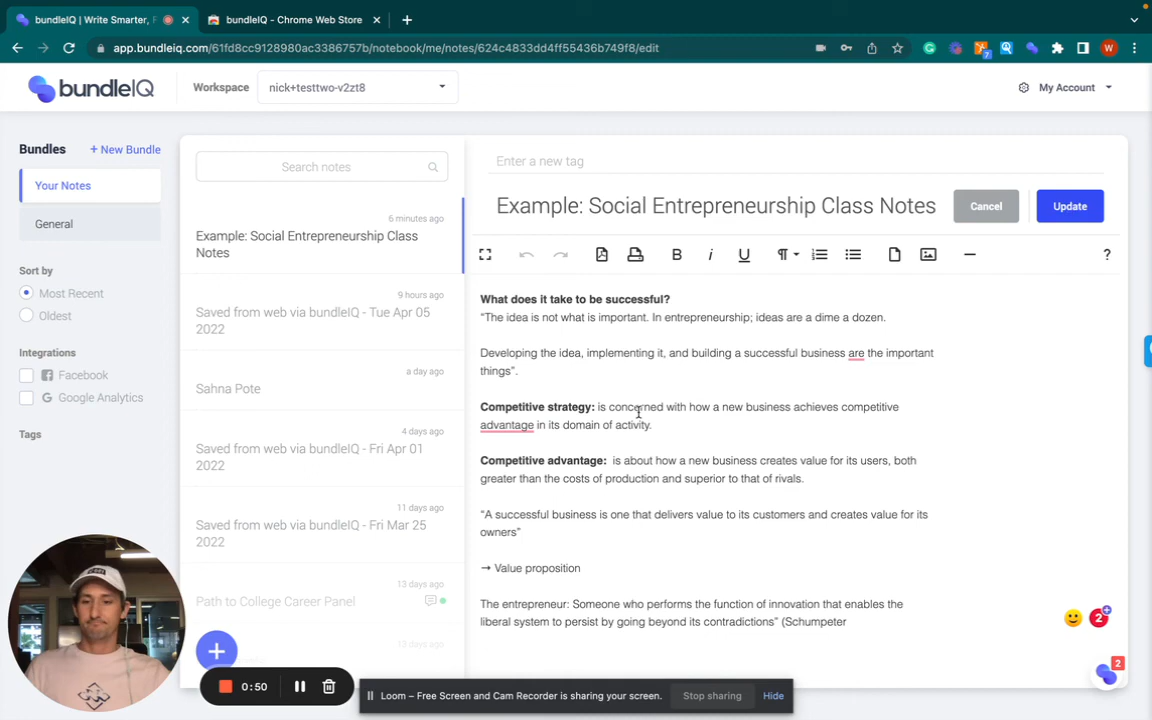 bundleIQ | Write Smarter, F
bundleIQ - Chrome Web Store
app.bundleiq.com/61fd8cc9128980ac3386757b/notebook/me/notes/624c4833dd4ff55436b749f8/edit
7
W
bundleIQ
Workspace
nick+testtwo-v2zt8
My Account
Bundles
+ New Bundle
Your Notes
General
Sort by
Most Recent
Oldest
Integrations
Facebook
Google Analytics
Tags
Search notes
6 minutes ago
Example: Social Entrepreneurship Class
Notes
9 hours ago
Saved from web via bundleIQ - Tue Apr 05
2022
a day ago
Sahna Pote
4 days ago
Saved from web via bundleIQ - Fri Apr 01
2022
11 days ago
Saved from web via bundleIQ - Fri Mar 25
2022
13 days ago
Path to College Career Panel
13 days ago
Enter a new tag
Example: Social Entrepreneurship Class Notes
Cancel
Update
B i U ¶ ?
What does it take to be successful?
“The idea is not what is important. In entrepreneurship; ideas are a dime a dozen.
Developing the idea, implementing it, and building a successful business are the important
things”.
Competitive strategy: is concerned with how a new business achieves competitive
advantage in its domain of activity.
Competitive advantage: is about how a new business creates value for its users, both
greater than the costs of production and superior to that of rivals.
“A successful business is one that delivers value to its customers and creates value for its
owners”
→ Value proposition
The entrepreneur: Someone who performs the function of innovation that enables the
liberal system to persist by going beyond its contradictions” (Schumpeter
2
2
0:50
Loom – Free Screen and Cam Recorder is sharing your screen.
Stop sharing
Hide